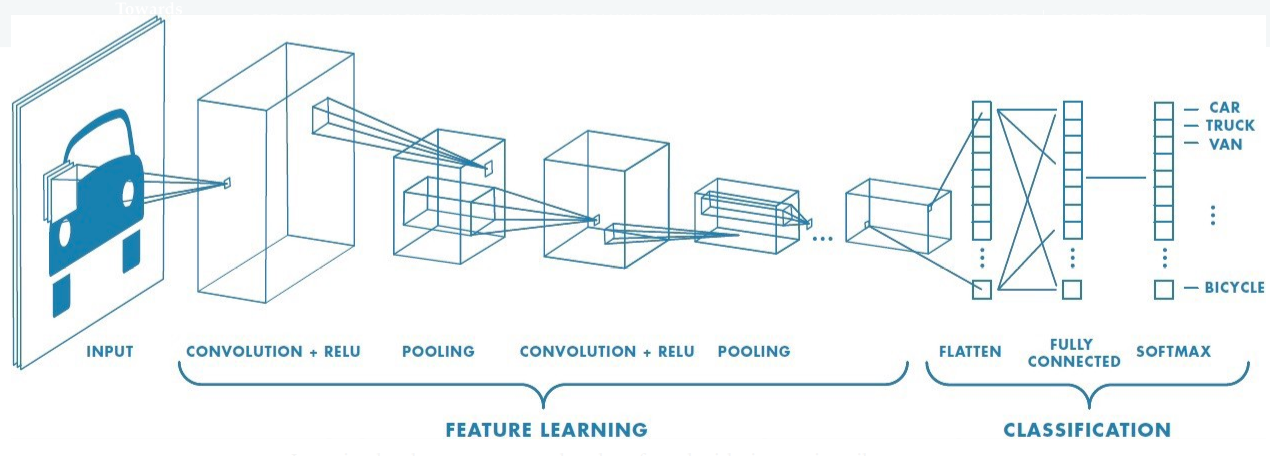 Towards
CAR
TRUCK
VAN
BICYCLE
INPUT
CONVOLUTION + RELU
POOLING
CONVOLUTION + RELU
POOLING
FLATTEN
FULLY
CONNECTED
SOFTMAX
FEATURE LEARNING
CLASSIFICATION